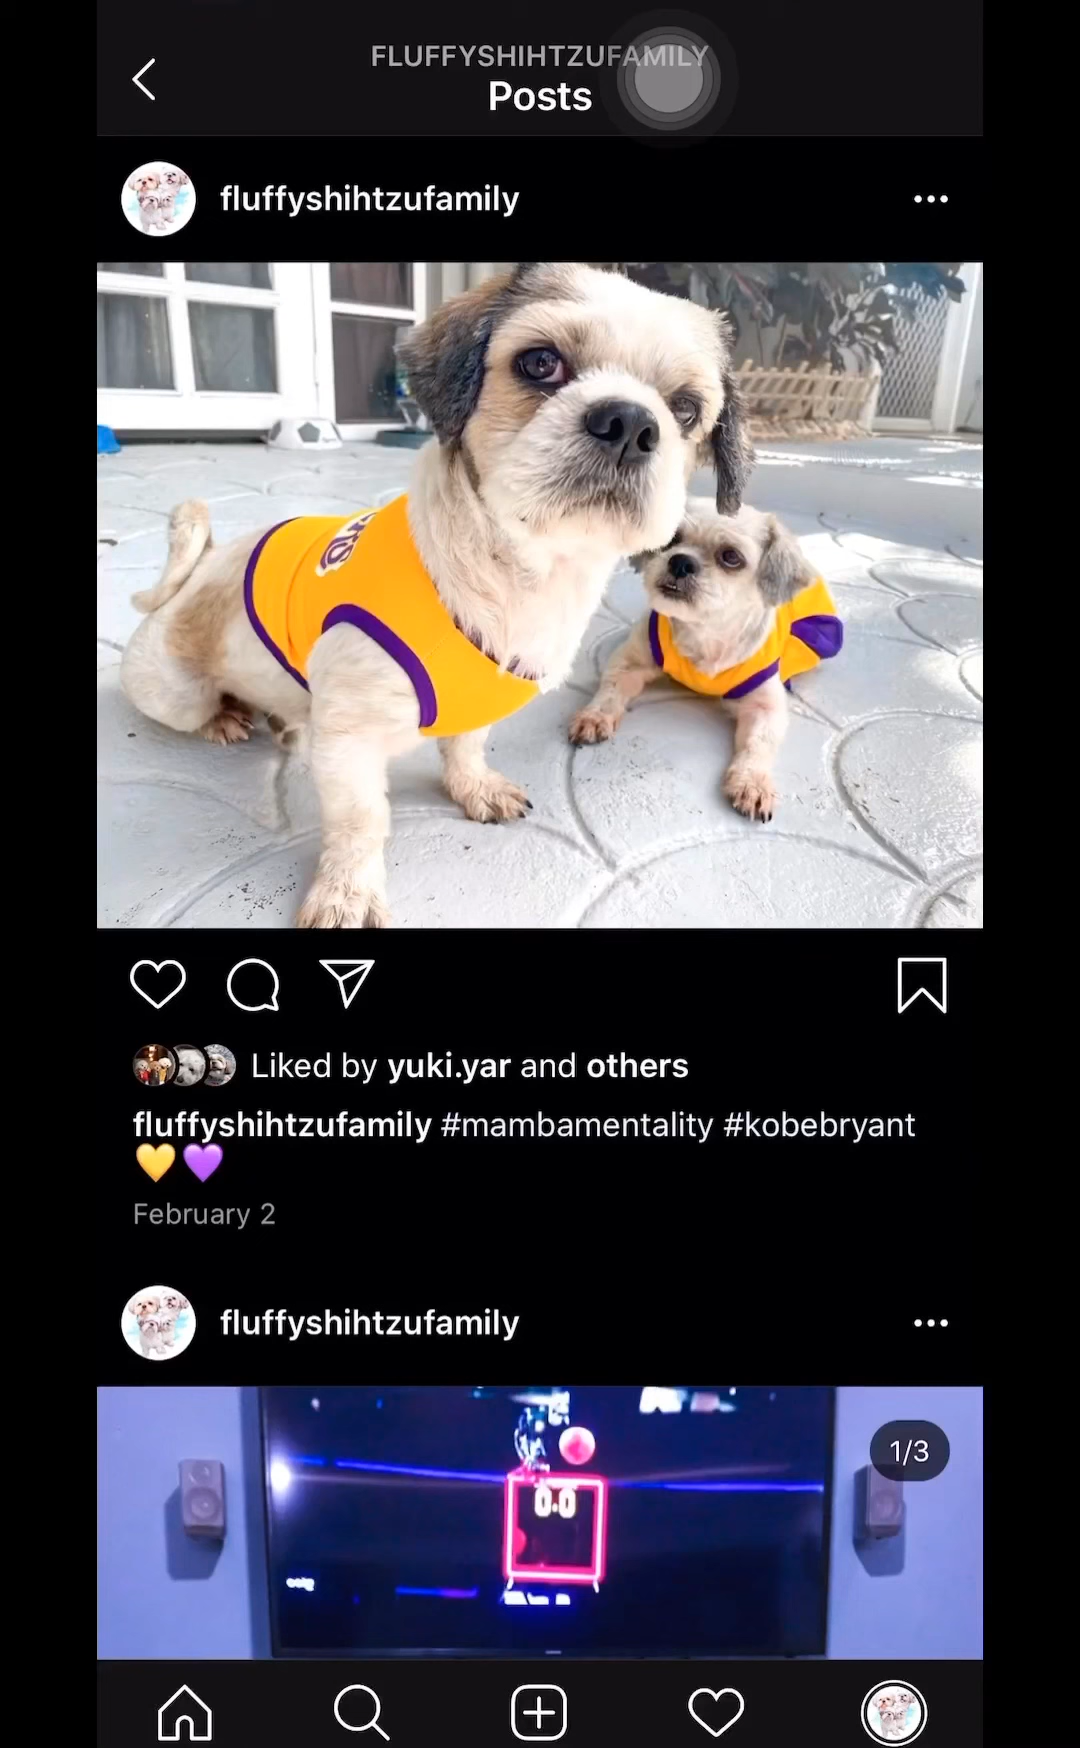 FLUFFYSHIHTZUFAMILY
Posts
fluffyshihtzufamily
Liked by yuki.yar and others
fluffyshihtzufamily #mambamentality #kobebryant
💛💜
February 2
fluffyshihtzufamily
1/3
0.0